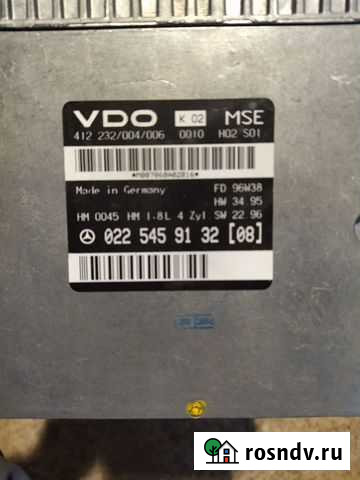 VDO K 02 MSE
412 232/004/006 0010 H02 S01
Made in Germany FD 96W38
HW 34.95
HM 0045 HM 1.8L 4 Zyl SW 22 96
022 545 91 32 [08]
rosndv.ru